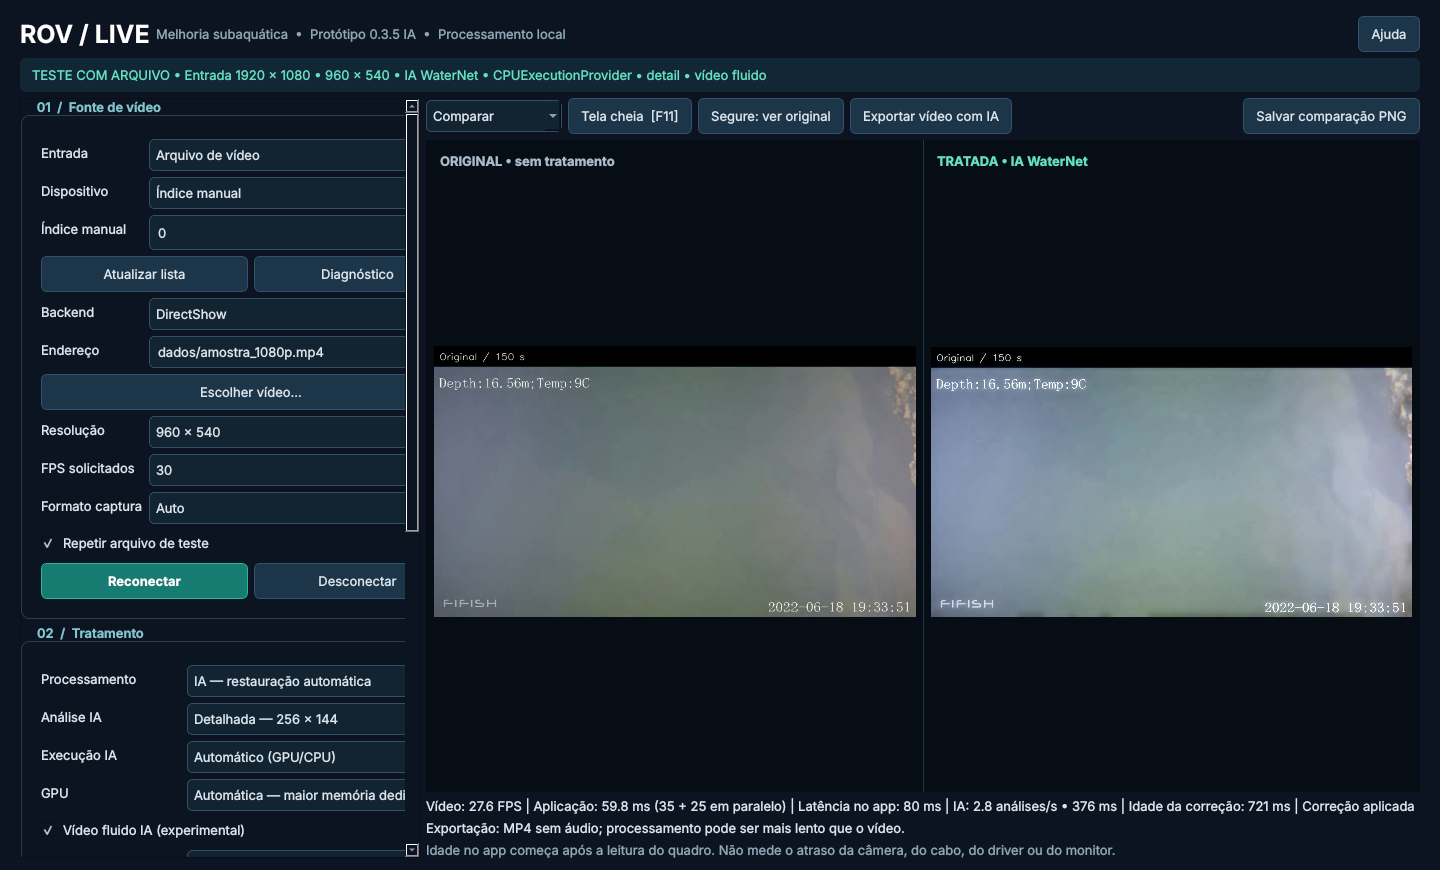 ROV / LIVE Melhoria subaquática • Protótipo 0.3.5 IA • Processamento local
Ajuda
TESTE COM ARQUIVO • Entrada 1920 × 1080 • 960 × 540 • IA WaterNet • CPUExecutionProvider • detail • vídeo fluido
01 / Fonte de vídeo
Entrada
Arquivo de vídeo
Dispositivo
Índice manual
Índice manual
0
Atualizar lista
Diagnóstico
Backend
DirectShow
Endereço
dados/amostra_1080p.mp4
Escolher vídeo...
Resolução
960 × 540
FPS solicitados
30
Formato captura
Auto
✓ Repetir arquivo de teste
Reconectar
Desconectar
02 / Tratamento
Processamento
IA — restauração automática
Análise IA
Detalhada — 256 × 144
Execução IA
Automático (GPU/CPU)
GPU
Automática — maior memória dedi
✓ Vídeo fluido IA (experimental)
Comparar
Tela cheia [F11]
Segure: ver original
Exportar vídeo com IA
Salvar comparação PNG
ORIGINAL • sem tratamento
Original / 150 s
Depth:16.56m;Temp:9C
FIFISH
2022-06-18 19:33:51
TRATADA • IA WaterNet
Original / 150 s
Depth:16.56m;Temp:9C
FIFISH
2022-06-18 19:33:51
Vídeo: 27.6 FPS | Aplicação: 59.8 ms (35 + 25 em paralelo) | Latência no app: 80 ms | IA: 2.8 análises/s • 376 ms | Idade da correção: 721 ms | Correção aplicada
Exportação: MP4 sem áudio; processamento pode ser mais lento que o vídeo.
Idade no app começa após a leitura do quadro. Não mede o atraso da câmera, do cabo, do driver ou do monitor.